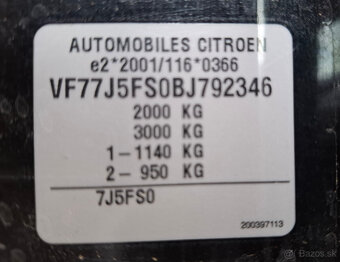 AUTOMOBILES CITROEN
e2*2001/116*0366
VF77J5FS0BJ792346
2000 KG
3000 KG
1-1140 KG
2-950 KG
7J5FS0
200397113
Bazos.sk